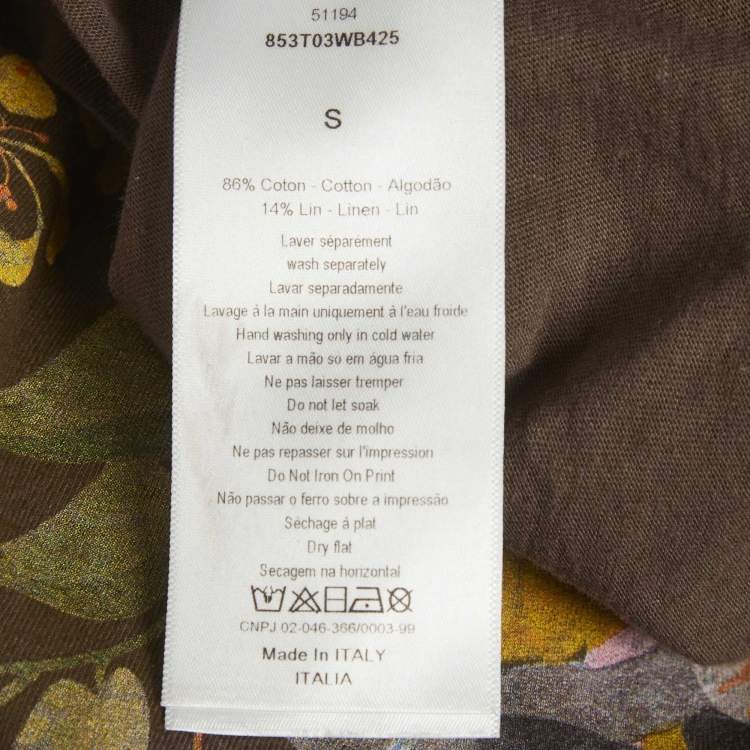 51194
853T03WB425
S
86% Coton - Cotton - Algodão
14% Lin - Linen - Lin
Laver séparément
wash separately
Lavar separadamente
Lavage à la main uniquement à l'eau froide
Hand washing only in cold water
Lavar a mão so em água fria
Ne pas laisser tremper
Do not let soak
Não deixe de molho
Ne pas repasser sur l'impression
Do Not Iron On Print
Não passar o ferro sobre a impressão
Séchage á plat
Dry flat
Secagem na horizontal
CNPJ 02-046-366/0003-99
Made In ITALY
ITALIA